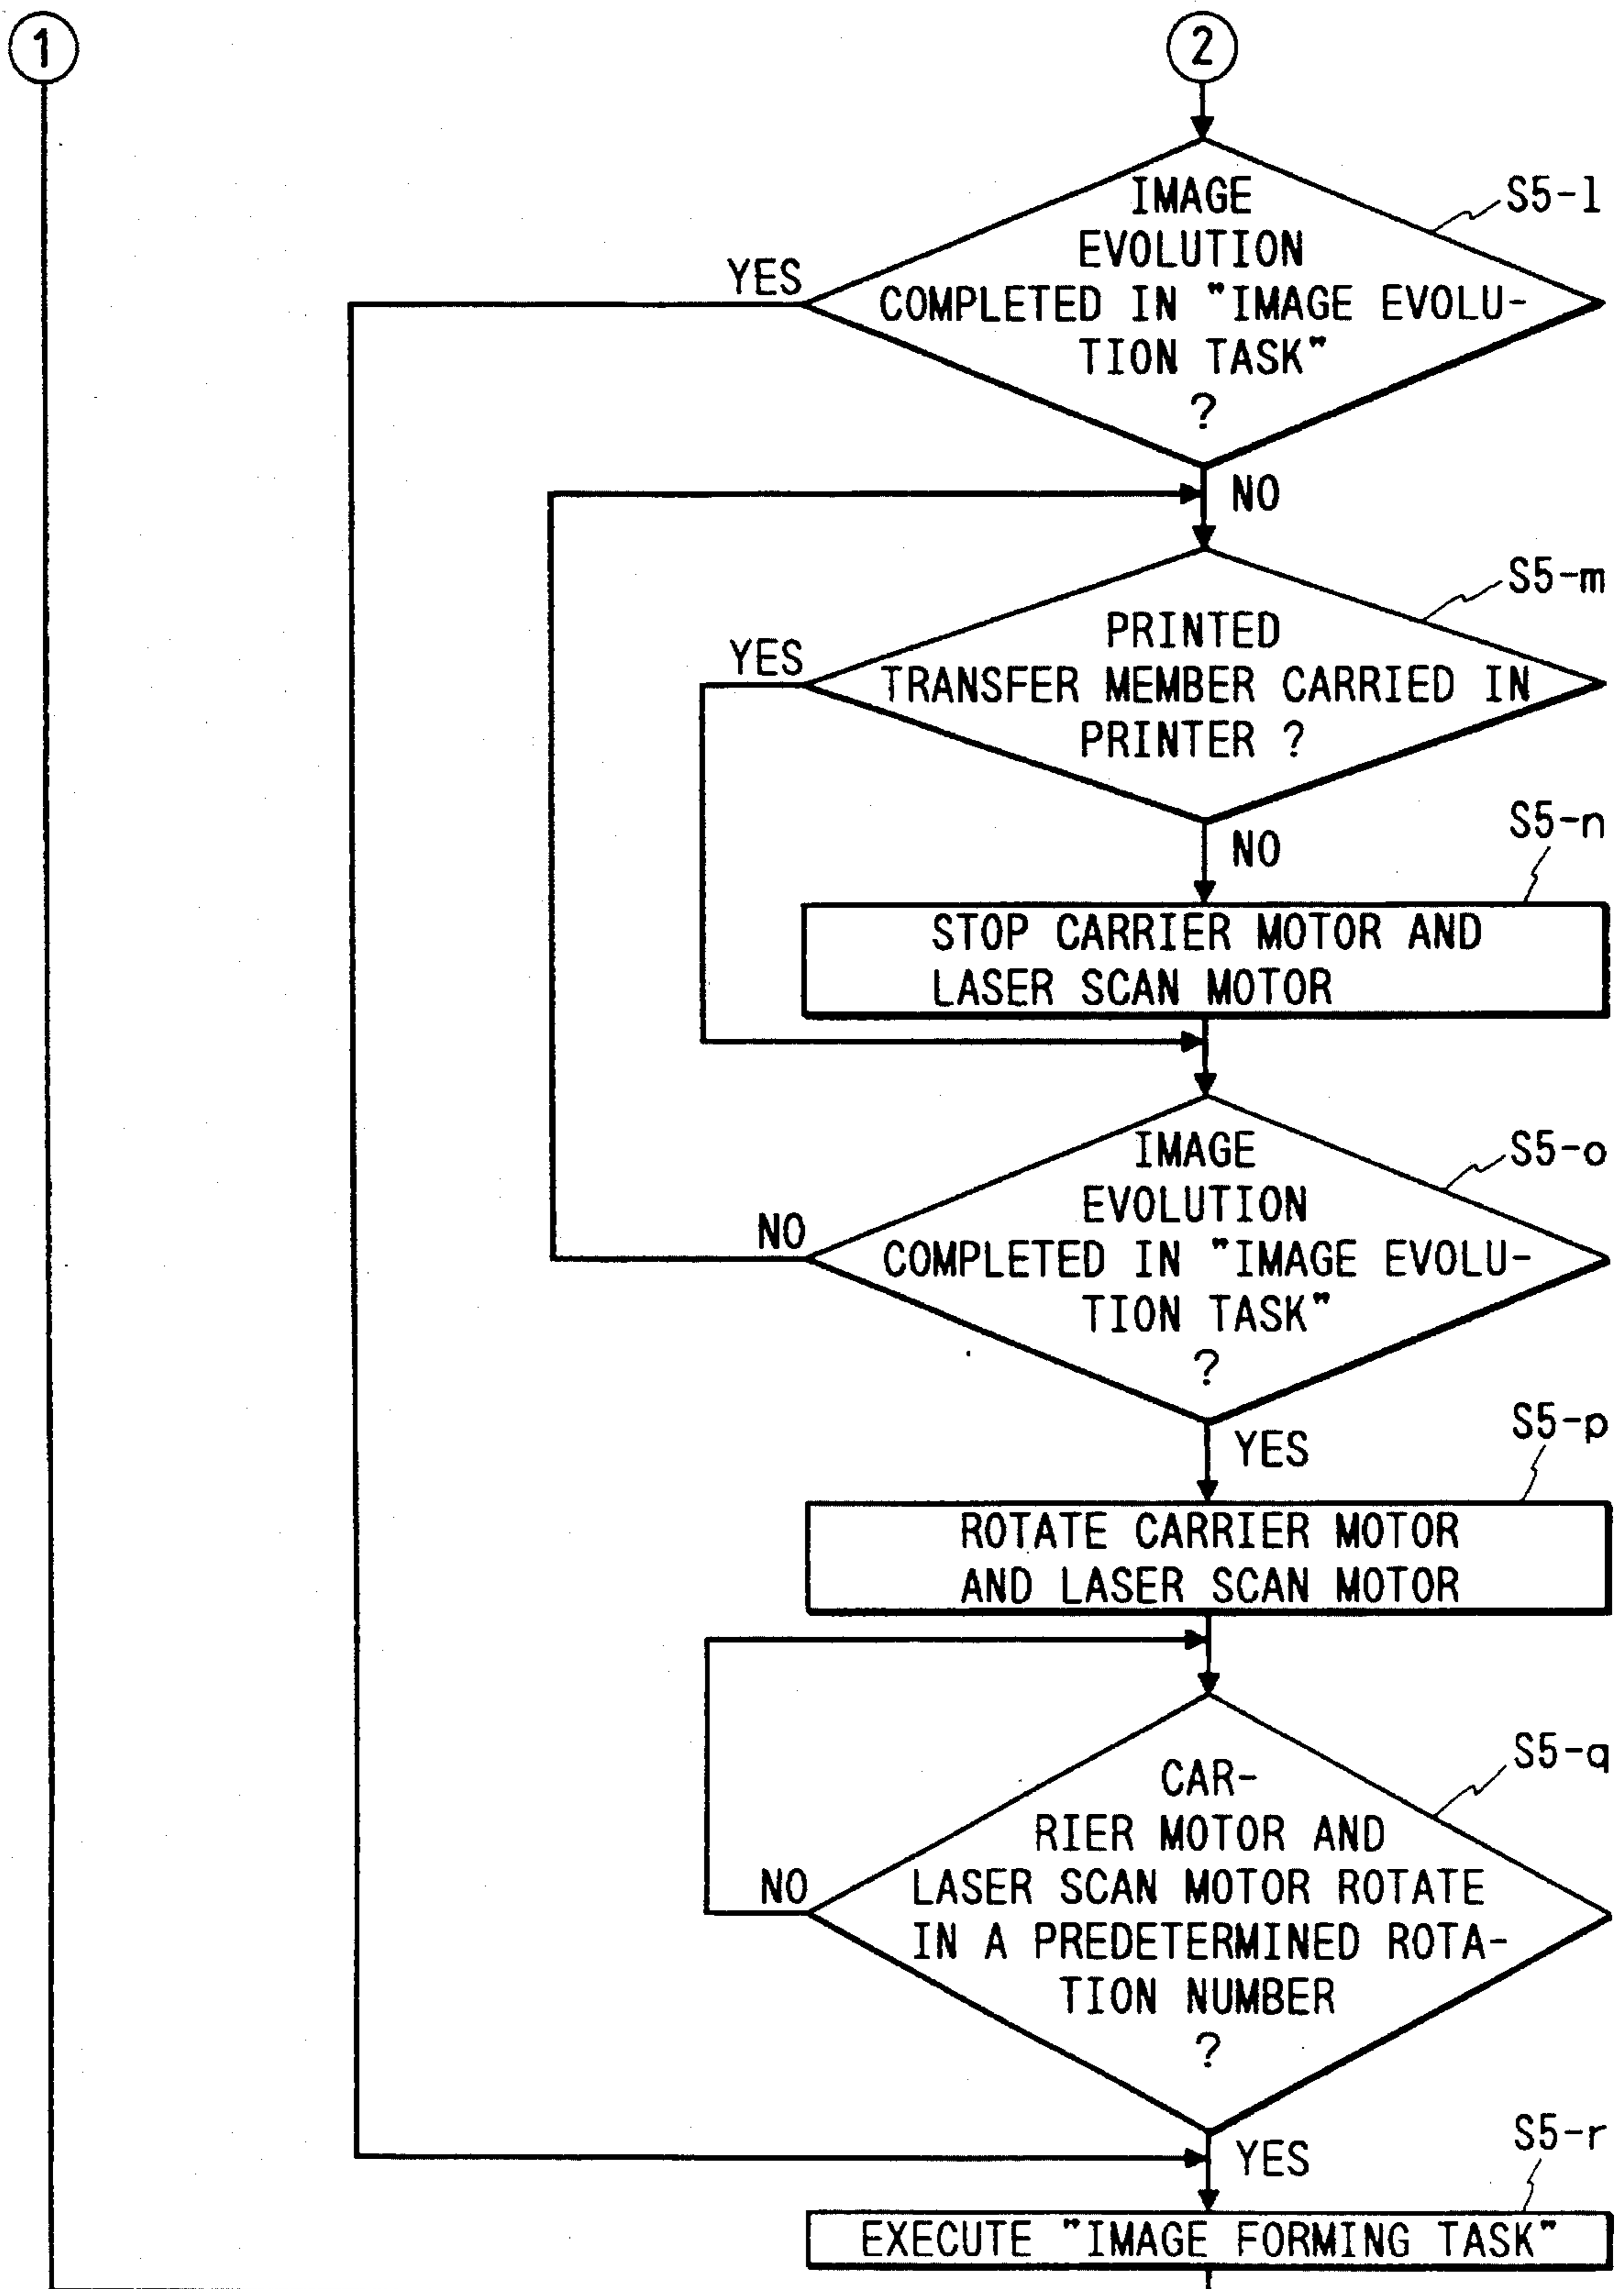 1
2
IMAGE
EVOLUTION
COMPLETED IN "IMAGE EVOLU-
TION TASK"
?
S5-l
YES
NO
PRINTED
TRANSFER MEMBER CARRIED IN
PRINTER ?
S5-m
YES
NO
S5-n
STOP CARRIER MOTOR AND
LASER SCAN MOTOR
IMAGE
EVOLUTION
COMPLETED IN "IMAGE EVOLU-
TION TASK"
?
S5-o
NO
YES
S5-p
ROTATE CARRIER MOTOR
AND LASER SCAN MOTOR
CAR-
RIER MOTOR AND
LASER SCAN MOTOR ROTATE
IN A PREDETERMINED ROTA-
TION NUMBER
?
S5-q
NO
YES
S5-r
EXECUTE "IMAGE FORMING TASK"